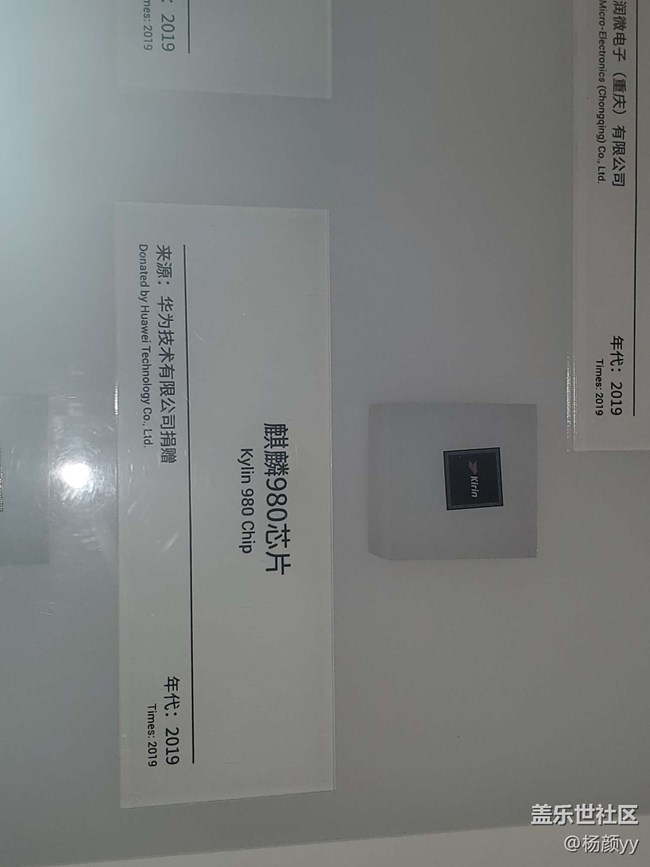 麒麟980芯片
Kylin 980 Chip
来源：华为技术有限公司捐赠
Donated by Huawei Technology Co., Ltd.
年代：2019
Times: 2019
Kirin
润微电子（重庆）有限公司
Micro-Electronics (Chongqing) Co., Ltd.
年代：2019
Times: 2019
：2019
mes: 2019
盖乐世社区
@杨颜yy